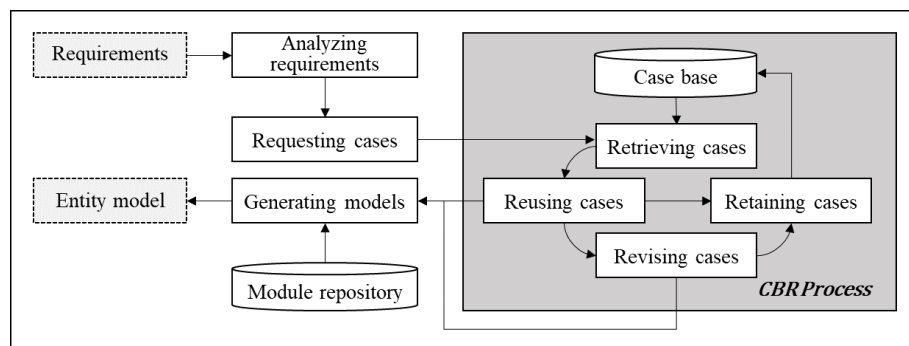 Requirements
Analyzing
requirements
Case base
Requesting cases
Retrieving cases
Entity model
Generating models
Reusing cases
Retaining cases
Revising cases
Module repository
CBR Process